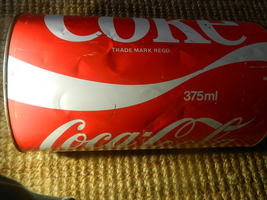 Coke
TRADE MARK REGD.
375ml
Coca-Cola